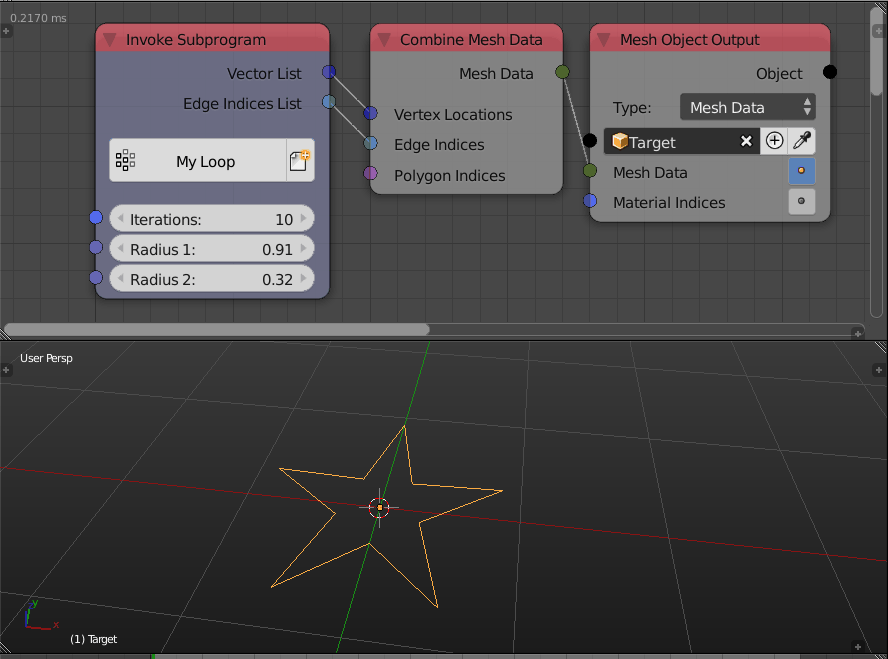 0.2170 ms
Invoke Subprogram
Vector List
Edge Indices List
My Loop
Iterations: 10
Radius 1: 0.91
Radius 2: 0.32
Combine Mesh Data
Mesh Data
Vertex Locations
Edge Indices
Polygon Indices
Mesh Object Output
Object
Type: Mesh Data
Target
Mesh Data
Material Indices
User Persp
y
x
(1) Target